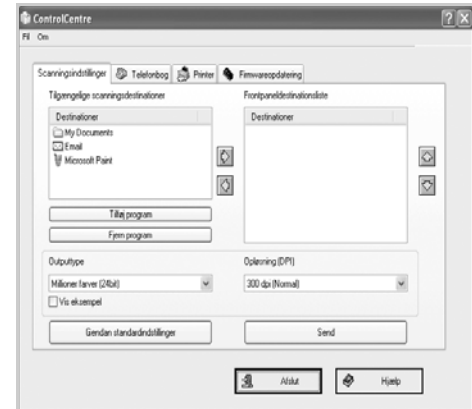 ControlCentre
Fil Om
Scanningsindstillinger Telefonbog Printer Firmwareopdatering
Tilgængelige scanningsdestinationer
Destinationer
My Documents
Email
Microsoft Paint
Tilføj program
Fjern program
Frontpaneldestinationsliste
Destinationer
Outputtype
Millioner farver (24bit)
Vis eksempel
Opløsning (DPI)
300 dpi (Normal)
Gendan standardindstillinger
Send
Afslut
Hjælp